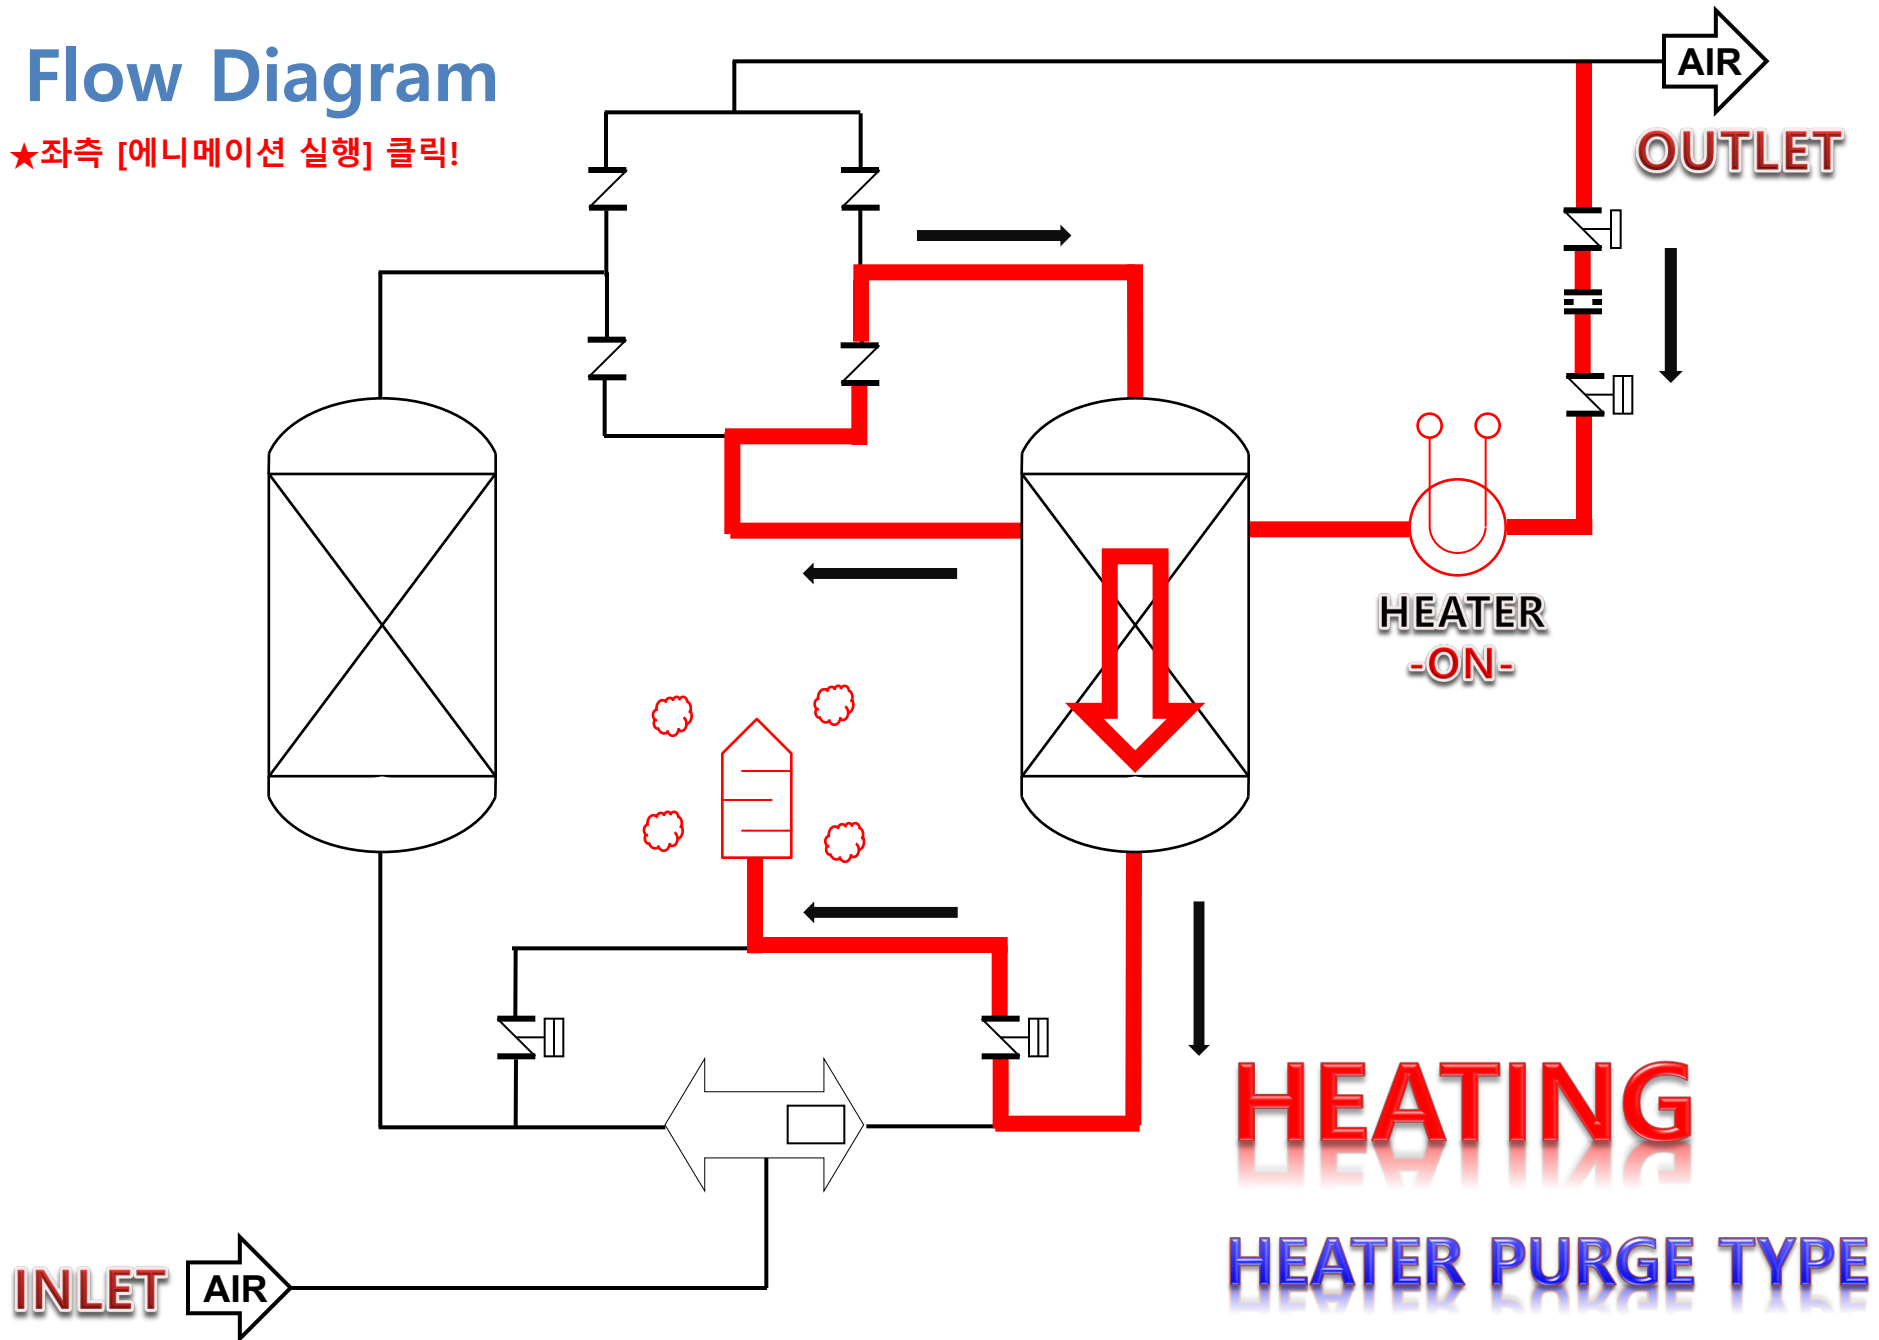 Flow Diagram
★좌측 [에니메이션 실행] 클릭!
AIR
OUTLET
HEATER
-ON-
HEATING
HEATER PURGE TYPE
INLET
AIR